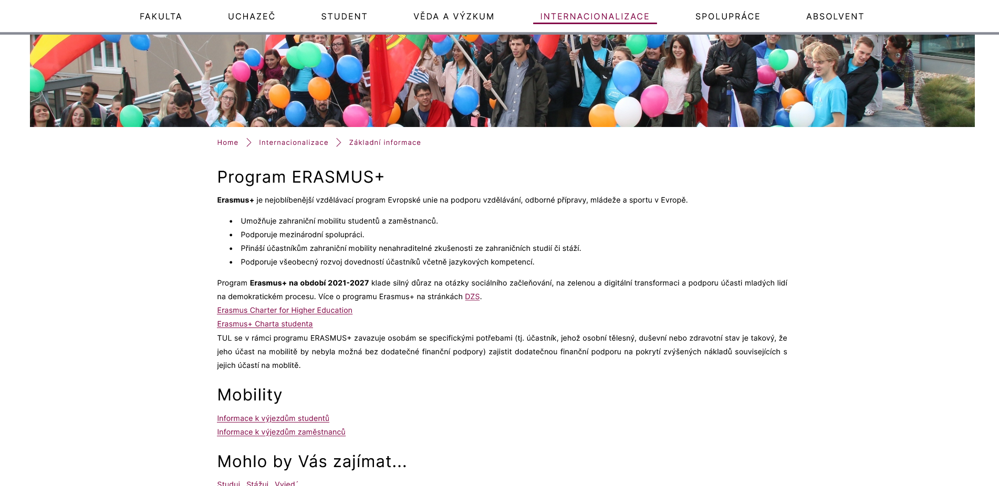 FAKULTA UCHAZEČ STUDENT VĚDA A VÝZKUM INTERNACIONALIZACE SPOLUPRÁCE ABSOLVENT
Home Internacionalizace Základní informace
Program ERASMUS+
Erasmus+ je nejoblíbenější vzdělávací program Evropské unie na podporu vzdělávání, odborné přípravy, mládeže a sportu v Evropě.
• Umožňuje zahraniční mobilitu studentů a zaměstnanců.
• Podporuje mezinárodní spolupráci.
• Přináší účastníkům zahraniční mobility nenahraditelné zkušenosti ze zahraničních studií či stáží.
• Podporuje všeobecný rozvoj dovedností účastníků včetně jazykových kompetencí.
Program Erasmus+ na období 2021-2027 klade silný důraz na otázky sociálního začleňování, na zelenou a digitální transformaci a podporu účasti mladých lidí
na demokratickém procesu. Více o programu Erasmus+ na stránkách DZS.
Erasmus Charter for Higher Education
Erasmus+ Charta studenta
TUL se v rámci programu ERASMUS+ zavazuje osobám se specifickými potřebami (tj. účastník, jehož osobní tělesný, duševní nebo zdravotní stav je takový, že
jeho účast na mobilitě by nebyla možná bez dodatečné finanční podpory) zajistit dodatečnou finanční podporu na pokrytí zvýšených nákladů souvisejících s
jejich účastí na moblitě.
Mobility
Informace k výjezdům studentů
Informace k výjezdům zaměstnanců
Mohlo by Vás zajímat...